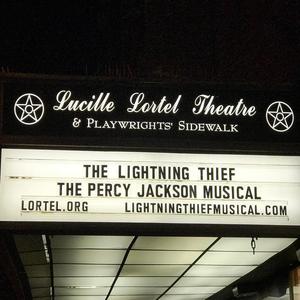 Lucille Lortel Theatre
& Playwrights' Sidewalk
THE LIGHTNING THIEF
THE PERCY JACKSON MUSICAL
LORTEL.ORG LIGHTNINGTHIEFMUSICAL.COM